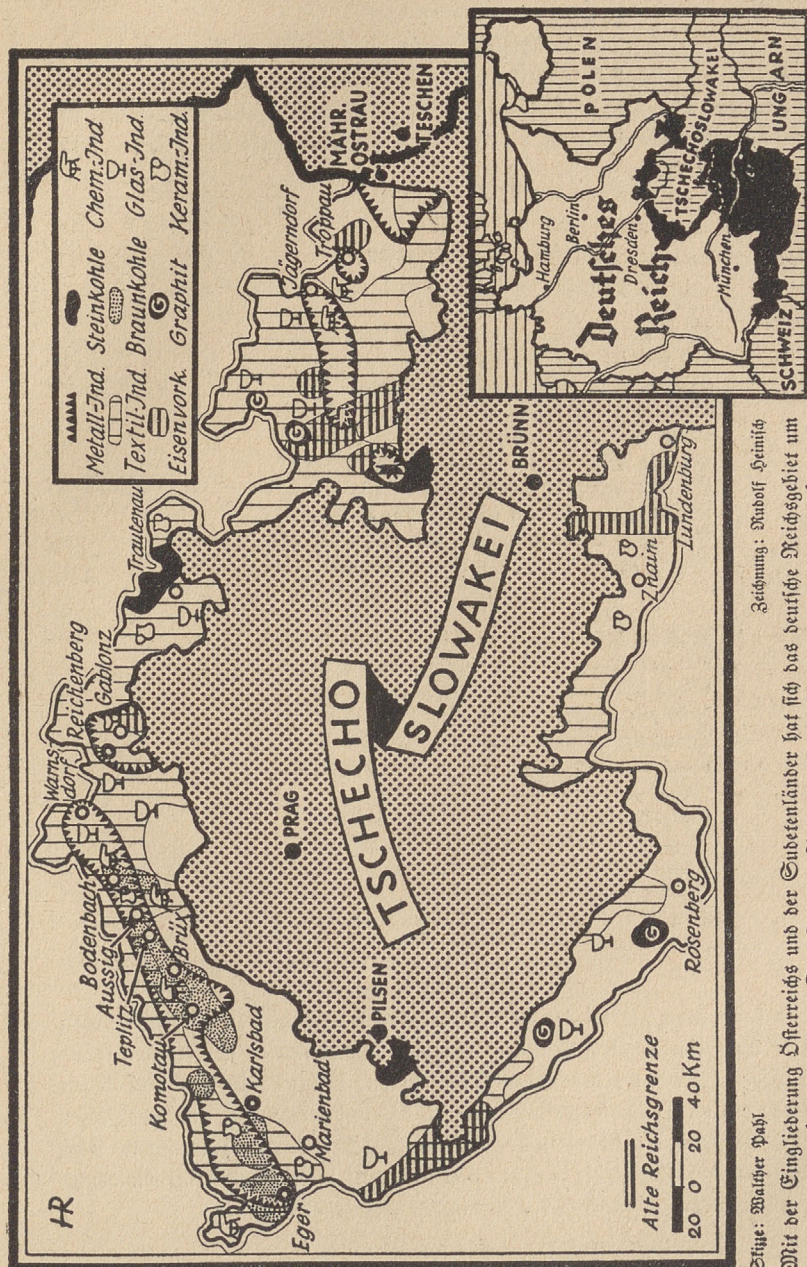 Metall-Ind. Steinkohle Chem.-Ind
Textil.-Ind. Braunkohle Glas-Ind.
Eisenvork. Graphit Keram.-Ind.
G
HR
Eger
Marienbad
Karlsbad
Komotau
Teplitz
Brüx
Aussig
Bodenbach
Warns
dorf
Reichenberg
Gablonz
Trautenau
Jägerndorf
Troppau
MÄHR.
OSTRAU
TESCHEN
G
G
PRAG
PILSEN
BRÜNN
TSCHECHO
SLOWAKEI
G
G
Rosenberg
Znaim
Lundenburg
Alte Reichsgrenze
20 0 20 40 Km
Hamburg
Berlin
Dresden
München
Deutsches
Reich
POLEN
TSCHECHOSLOWAKEI
UNGARN
SCHWEIZ
Skizze: Walther Pahl Zeichnung: Rudolf Heinisch
Mit der Eingliederung Österreichs und der Sudetenländer hat sich das deutsche Reichsgebiet um